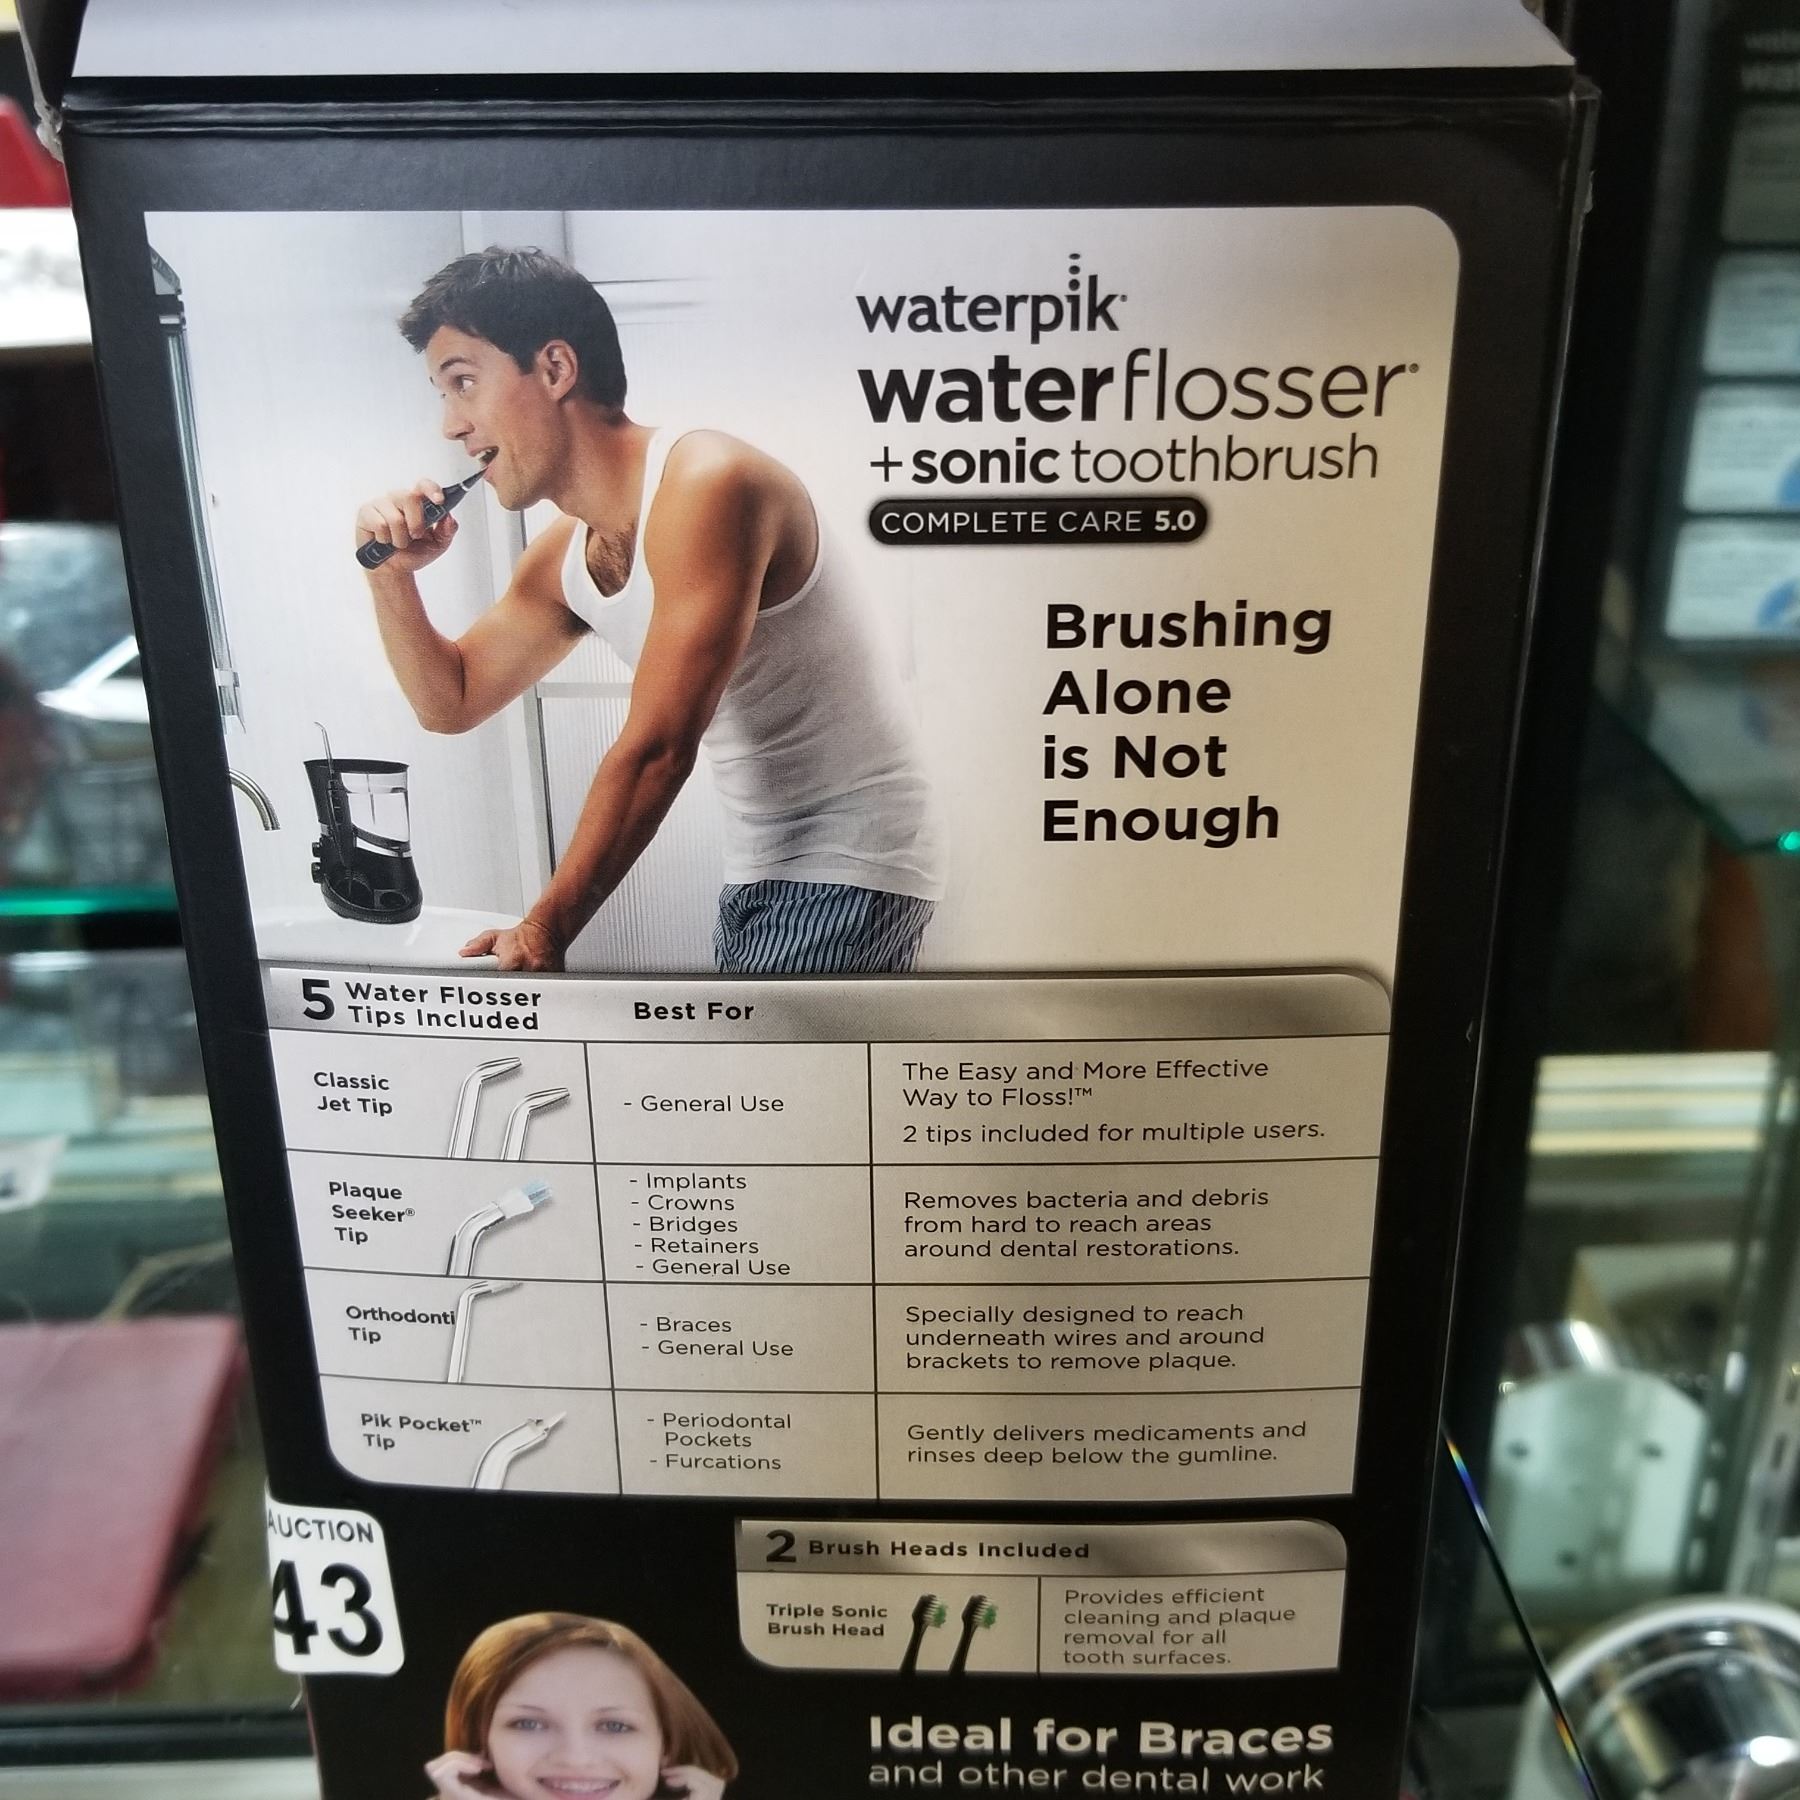 waterpik
waterflosser®
+sonic toothbrush
COMPLETE CARE 5.0
Brushing
Alone
is Not
Enough
5 Water Flosser
Tips Included
Best For
Classic
Jet Tip
- General Use
The Easy and More Effective
Way to Floss!™
2 tips included for multiple users.
Plaque
Seeker®
Tip
- Implants
- Crowns
- Bridges
- Retainers
- General Use
Removes bacteria and debris
from hard to reach areas
around dental restorations.
Orthodonti
Tip
- Braces
- General Use
Specially designed to reach
underneath wires and around
brackets to remove plaque.
Pik Pocket™
Tip
- Periodontal
Pockets
- Furcations
Gently delivers medicaments and
rinses deep below the gumline.
AUCTION
43
2 Brush Heads Included
Triple Sonic
Brush Head
Provides efficient
cleaning and plaque
removal for all
tooth surfaces.
Ideal for Braces
and other dental work